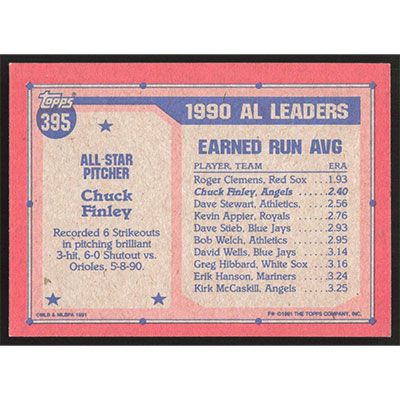 Topps
395
ALL-STAR
PITCHER
Chuck
Finley
Recorded 6 Strikeouts
in pitching brilliant
3-hit, 6-0 Shutout vs.
Orioles, 5-8-90.
1990 AL LEADERS
EARNED RUN AVG
PLAYER, TEAM ERA
Roger Clemens, Red Sox ...1.93
Chuck Finley, Angels ....2.40
Dave Stewart, Athletics. ...2.56
Kevin Appier, Royals .....2.76
Dave Stieb, Blue Jays ....2.93
Bob Welch, Athletics .....2.95
David Wells, Blue Jays ....3.14
Greg Hibbard, White Sox .3.16
Erik Hanson, Mariners ....3.24
Kirk McCaskill, Angels ....3.25
©MLB & MLBPA 1991
F* ©1991 THE TOPPS COMPANY, INC.